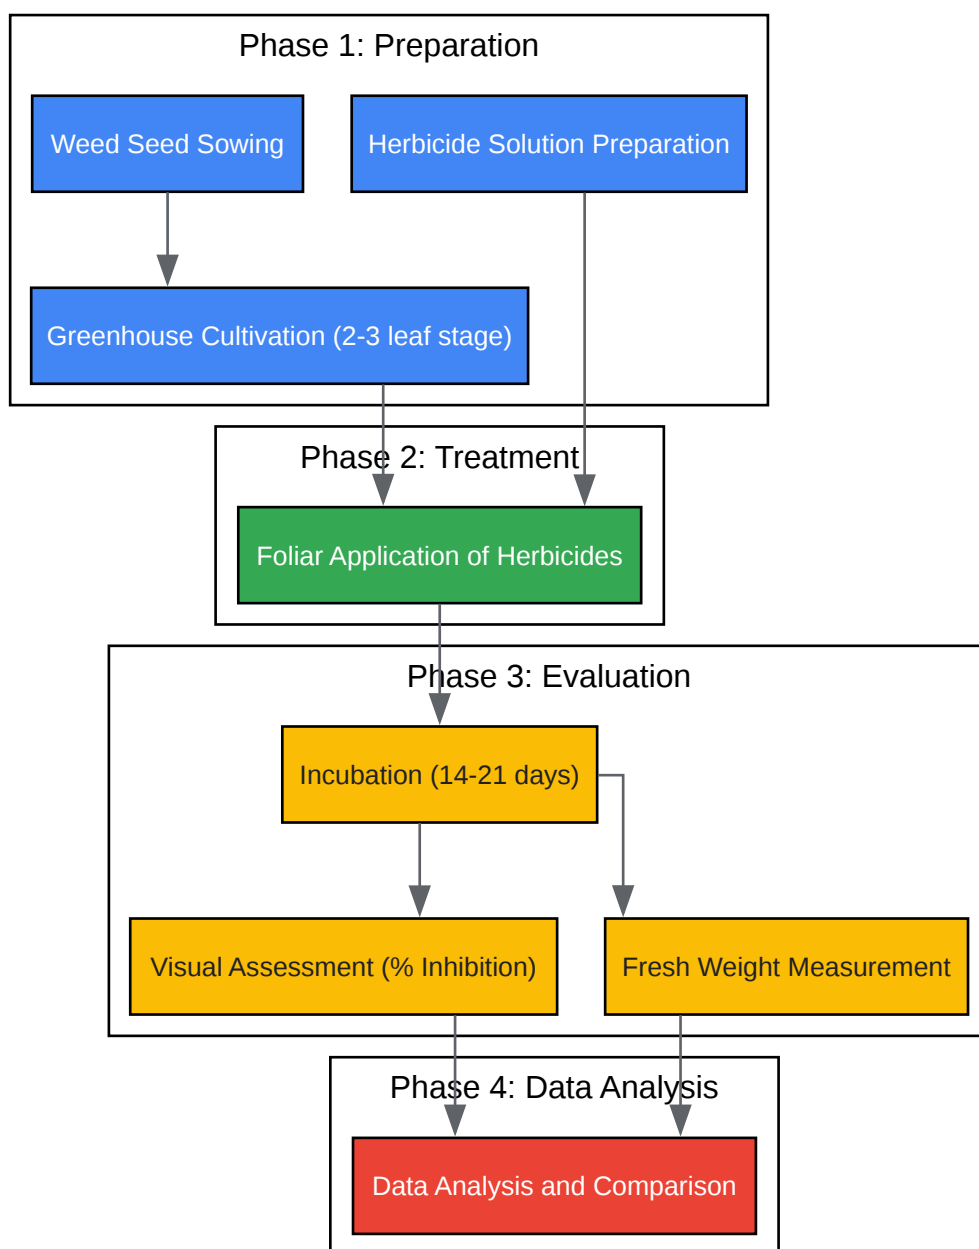 Phase 1: Preparation
Weed Seed Sowing
Herbicide Solution Preparation
Greenhouse Cultivation (2-3 leaf stage)
Phase 2: Treatment
Foliar Application of Herbicides
Phase 3: Evaluation
Incubation (14-21 days)
Visual Assessment (% Inhibition)
Fresh Weight Measurement
Phase 4: Data Analysis
Data Analysis and Comparison